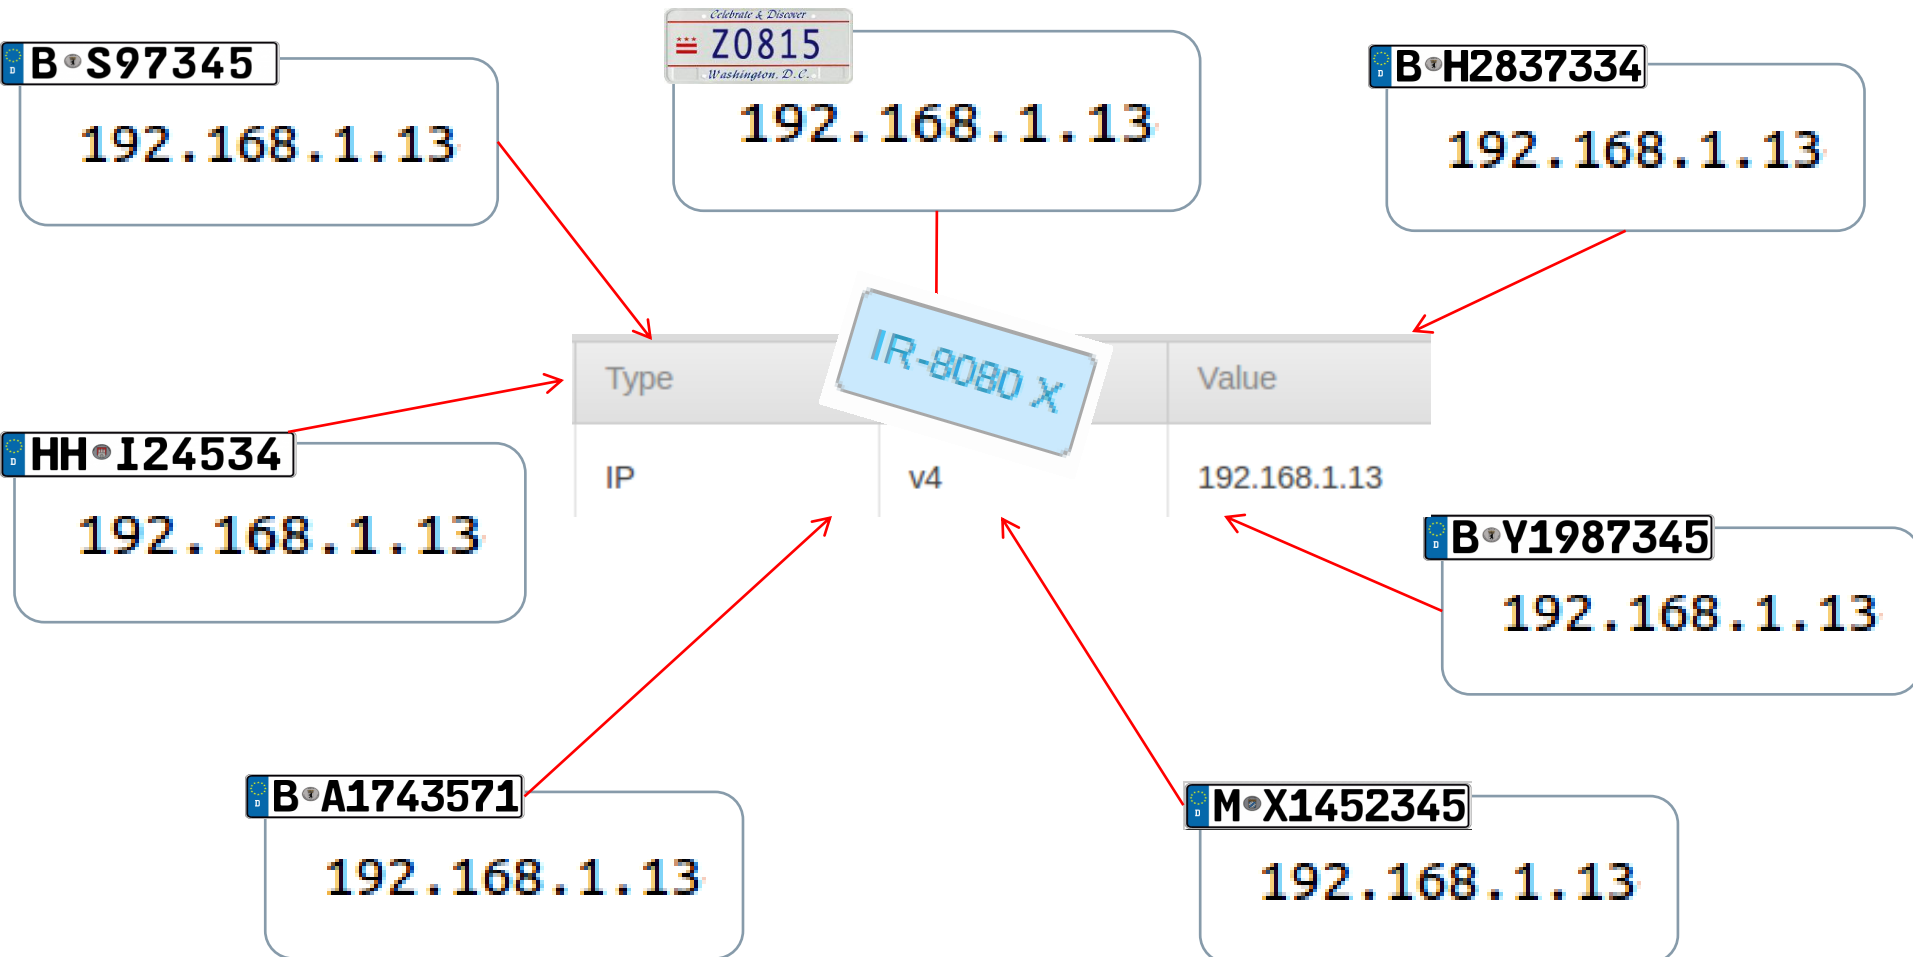 Celebrate & Discover
Z0815
Washington, D.C.
192.168.1.13
D
B S97345
192.168.1.13
D
B H2837334
192.168.1.13
IR-8080 X
Type
Value
IP
v4
192.168.1.13
D
HH I24534
192.168.1.13
D
B Y1987345
192.168.1.13
D
B A1743571
192.168.1.13
D
M X1452345
192.168.1.13